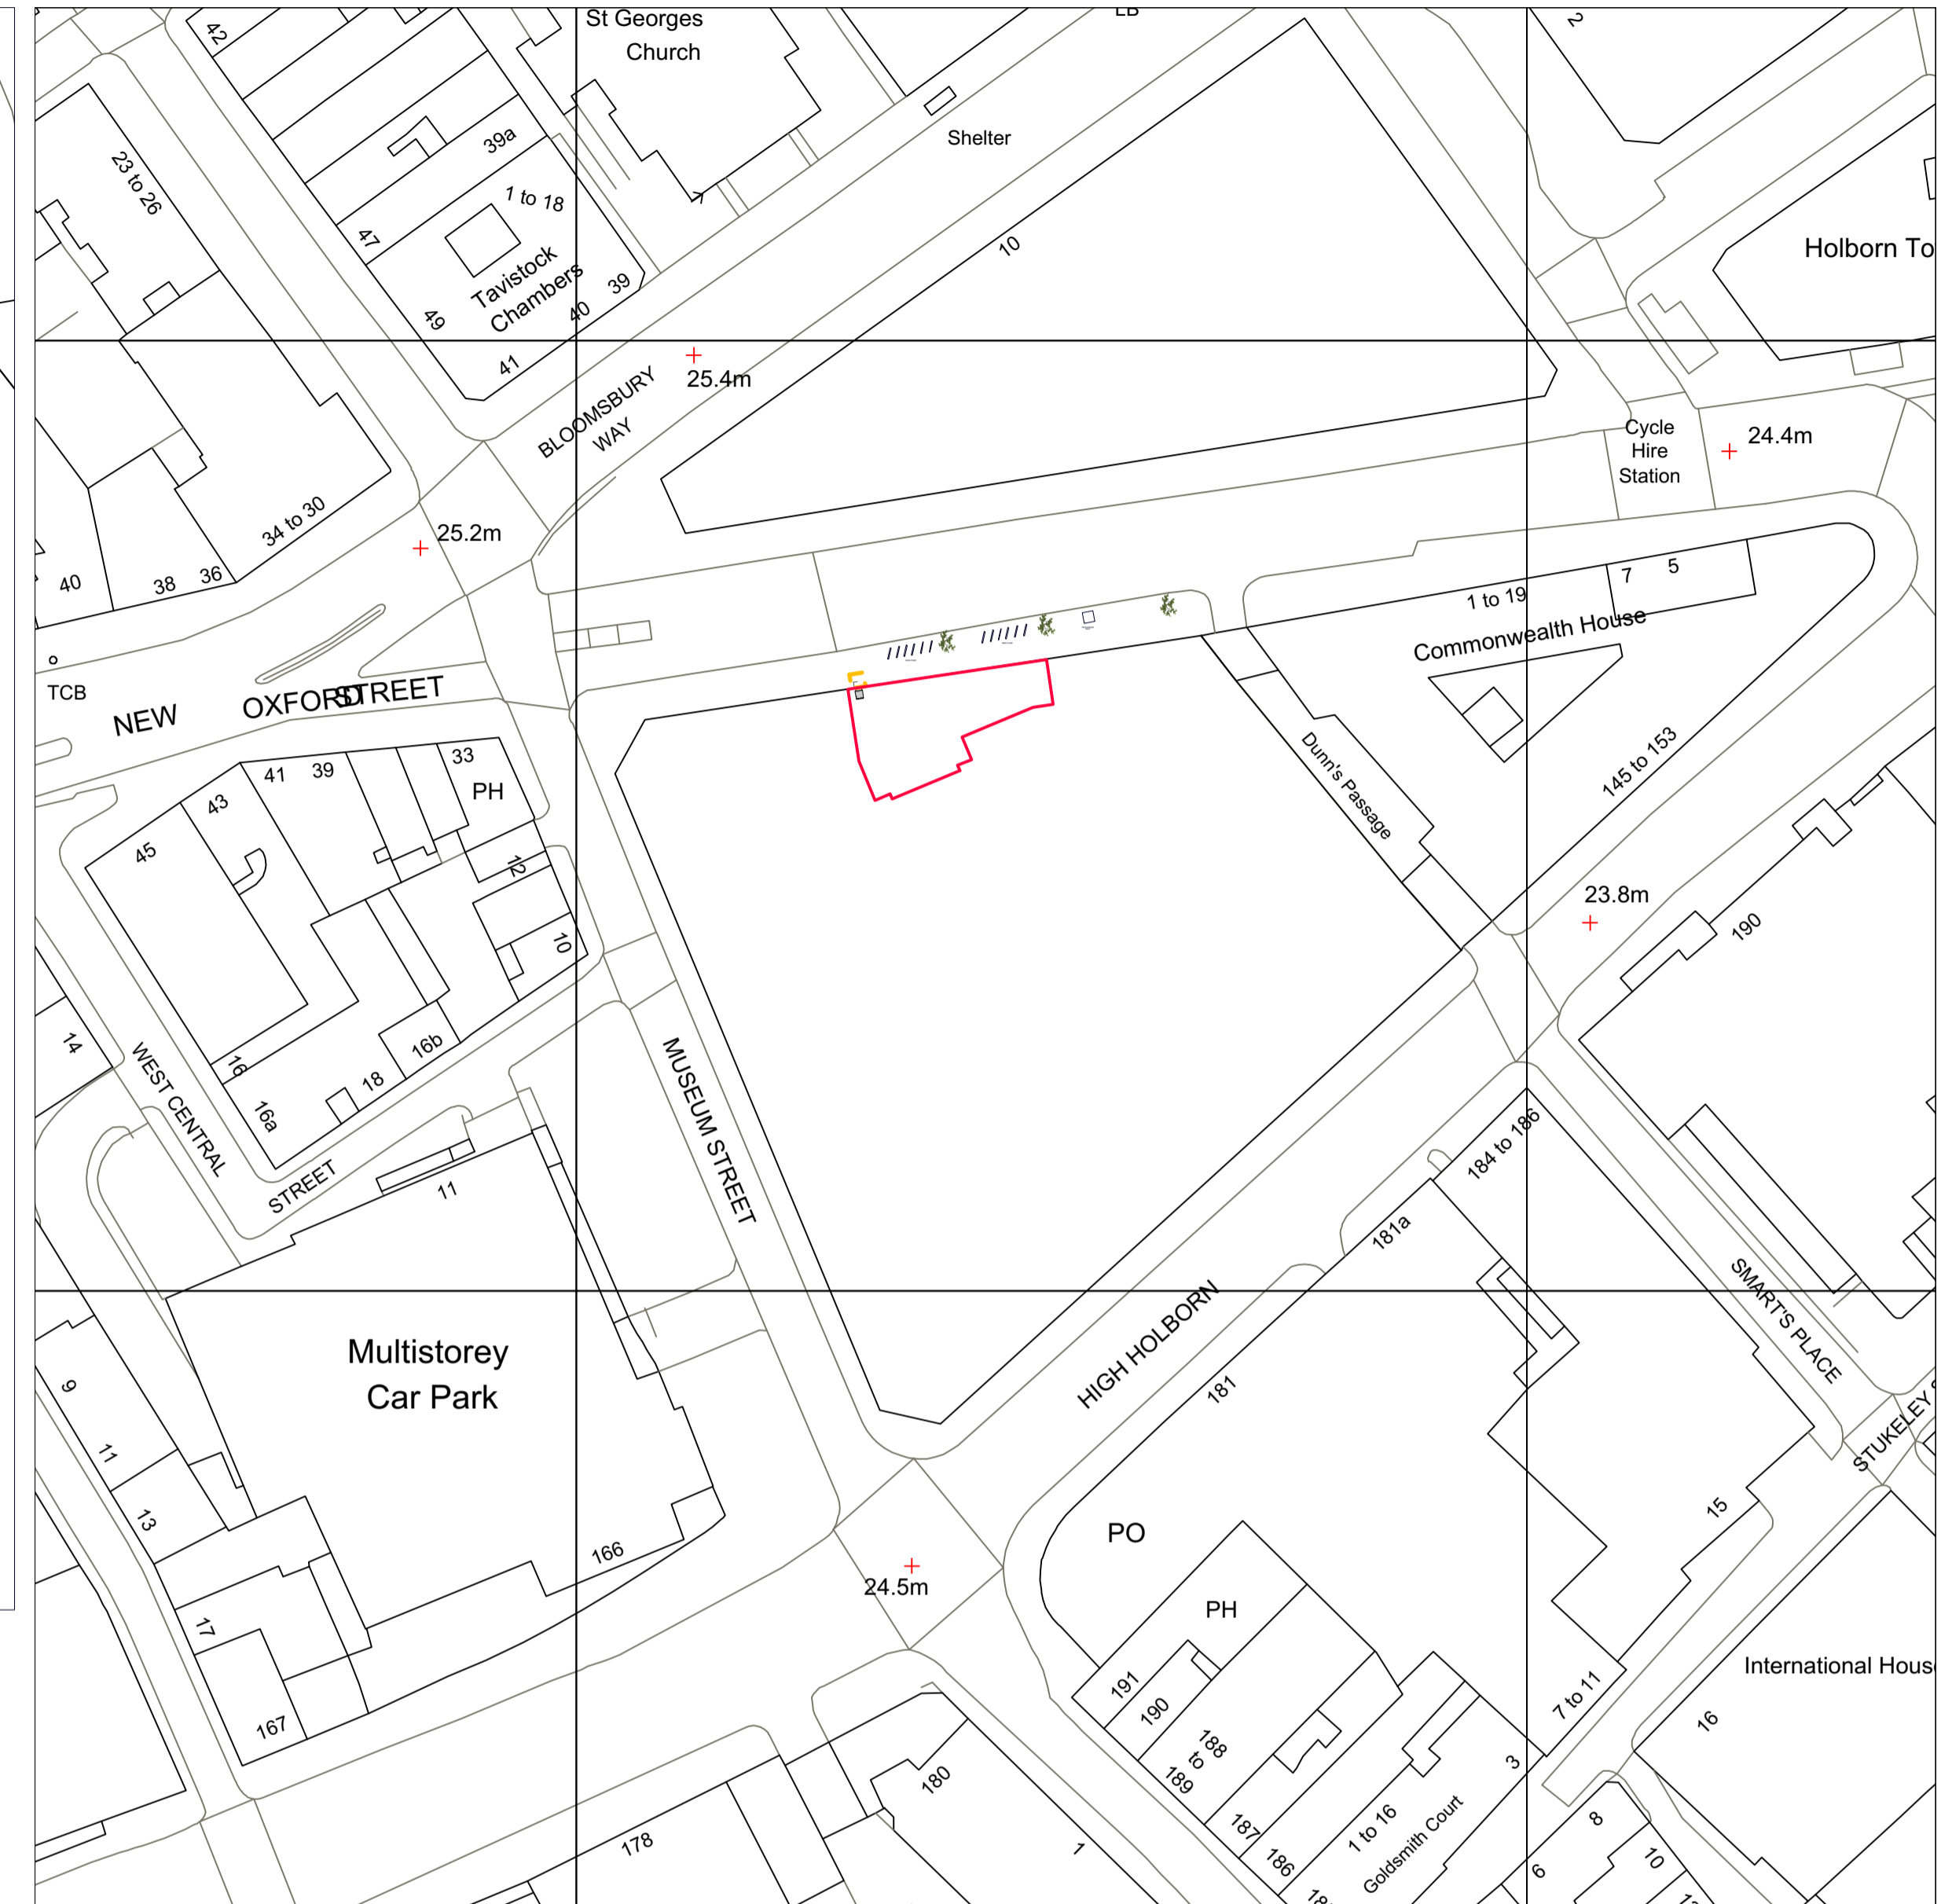 St Georges
Church
LB
42
2
23 to 26
39a
Shelter
1 to 18
47
10
Holborn To
Tavistock
Chambers
39
40
49
41
BLOOMSBURY
WAY
25.4m
Cycle
Hire
Station
24.4m
25.2m
34 to 30
40
38
36
7
5
1 to 19
Commonwealth House
TCB
NEW
OXFORD
STREET
41
39
33
PH
43
45
12
10
Dunn's Passage
145 to 153
23.8m
190
14
WEST CENTRAL
STREET
16
16a
18
16b
MUSEUM STREET
11
184 to 186
181a
SMART'S PLACE
HIGH HOLBORN
181
Multistorey
Car Park
9
11
13
STUKELEY
166
24.5m
PO
15
PH
17
167
191
190
188
to
189
187
186
International Hous
7 to 11
16
3
1 to 16
Goldsmith Court
178
180
1
8
6
10